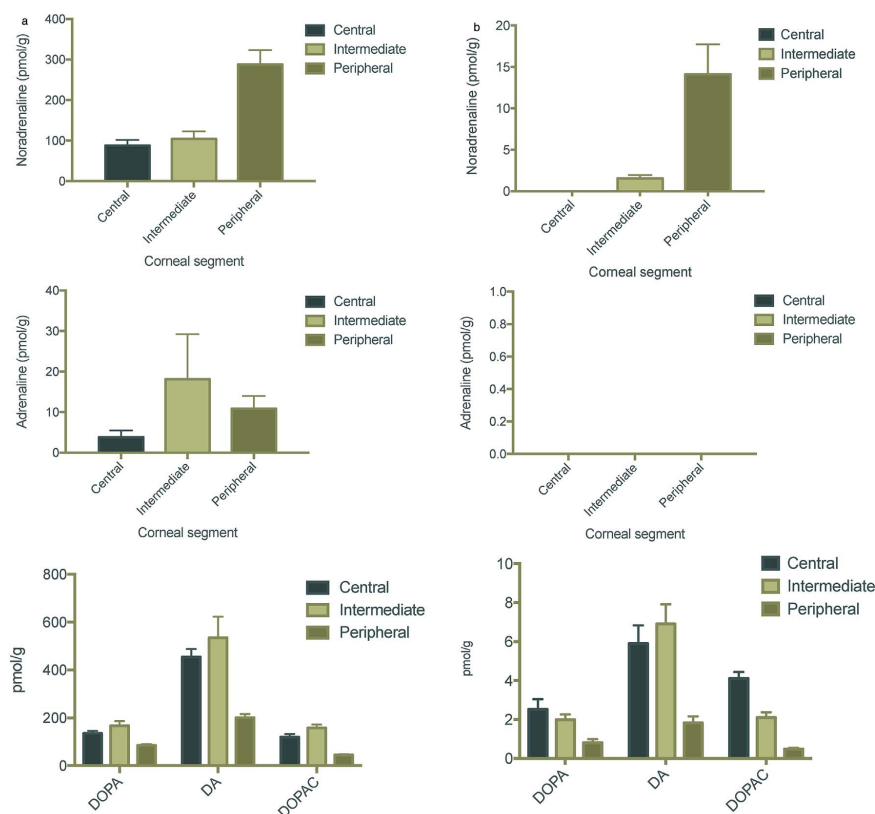 a
Noradrenaline (pmol/g)
400
300
200
100
0
Central
Intermediate
Peripheral
Corneal segment
Central
Intermediate
Peripheral
b
Noradrenaline (pmol/g)
20
15
10
5
0
Central
Intermediate
Peripheral
Corneal segment
Central
Intermediate
Peripheral
Adrenaline (pmol/g)
40
30
20
10
0
Central
Intermediate
Peripheral
Corneal segment
Central
Intermediate
Peripheral
Adrenaline (pmol/g)
1.0
0.8
0.6
0.4
0.2
0.0
Central
Intermediate
Peripheral
Corneal segment
Central
Intermediate
Peripheral
pmol/g
800
600
400
200
0
DOPA
DA
DOPAC
Central
Intermediate
Peripheral
pmol/g
10
8
6
4
2
0
DOPA
DA
DOPAC
Central
Intermediate
Peripheral